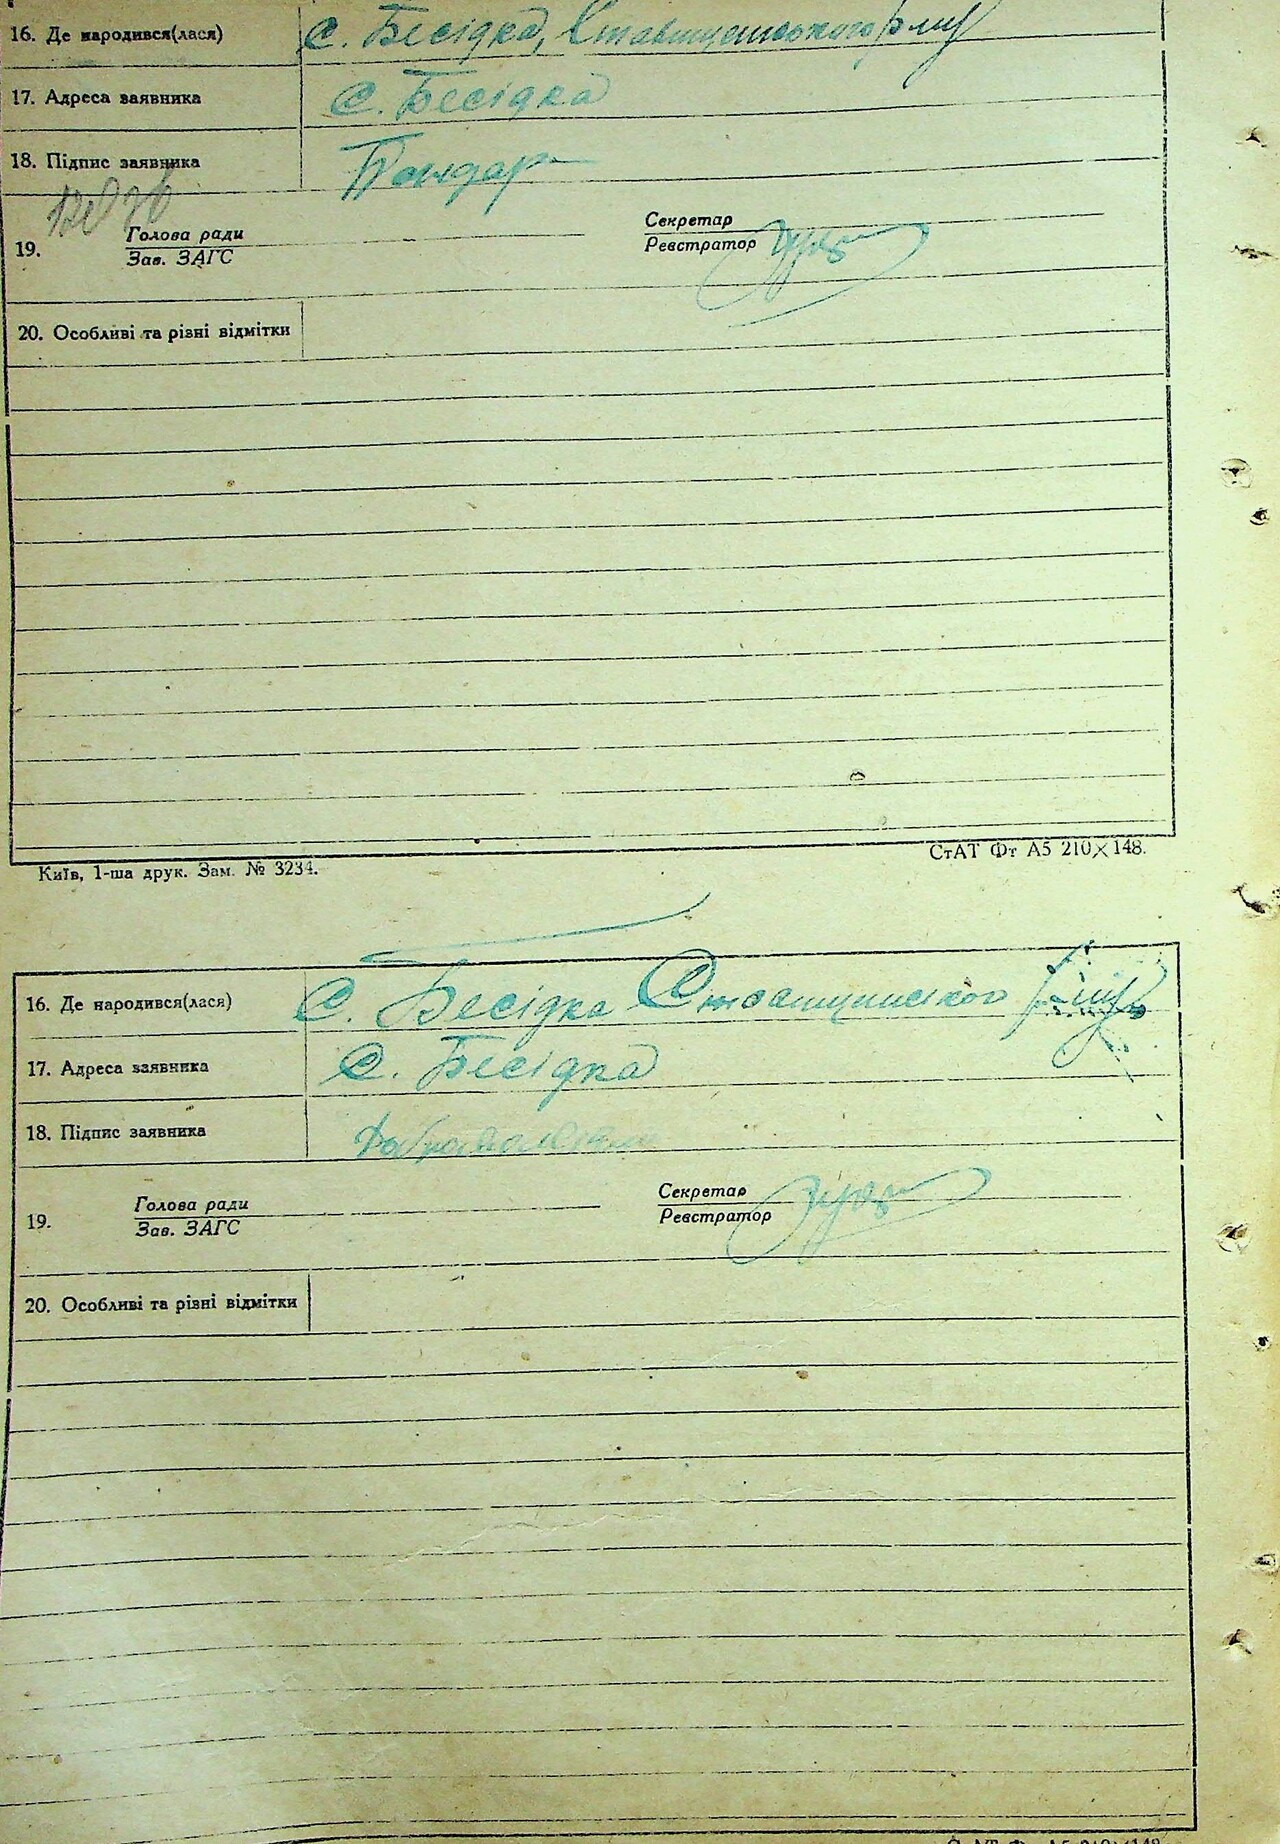 16. Де народився(лася) с. Бесідка, Ставищенського р-ну
17. Адреса заявника с. Бесідка
18. Підпис заявника
19. Голова ради Секретар
Зав. ЗАГС Реєстратор
20. Особливі та різні відмітки
Київ, 1-ша друк. Зам. № 3234. СтАТ Фт А5 210×148.
16. Де народився(лася) С. Бесідка
17. Адреса заявника с. Бесідка
18. Підпис заявника
19. Голова ради Секретар
Зав. ЗАГС Реєстратор
20. Особливі та різні відмітки